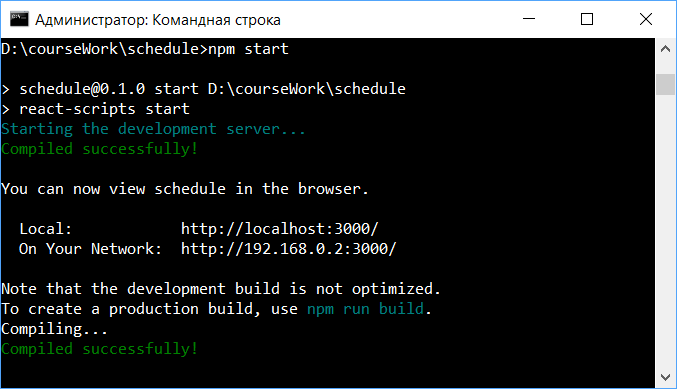 Администратор: Командная строка
D:\courseWork\schedule>npm start
> schedule@0.1.0 start D:\courseWork\schedule
> react-scripts start
Starting the development server...
Compiled successfully!
You can now view schedule in the browser.
Local: http://localhost:3000/
On Your Network: http://192.168.0.2:3000/
Note that the development build is not optimized.
To create a production build, use npm run build.
Compiling...
Compiled successfully!